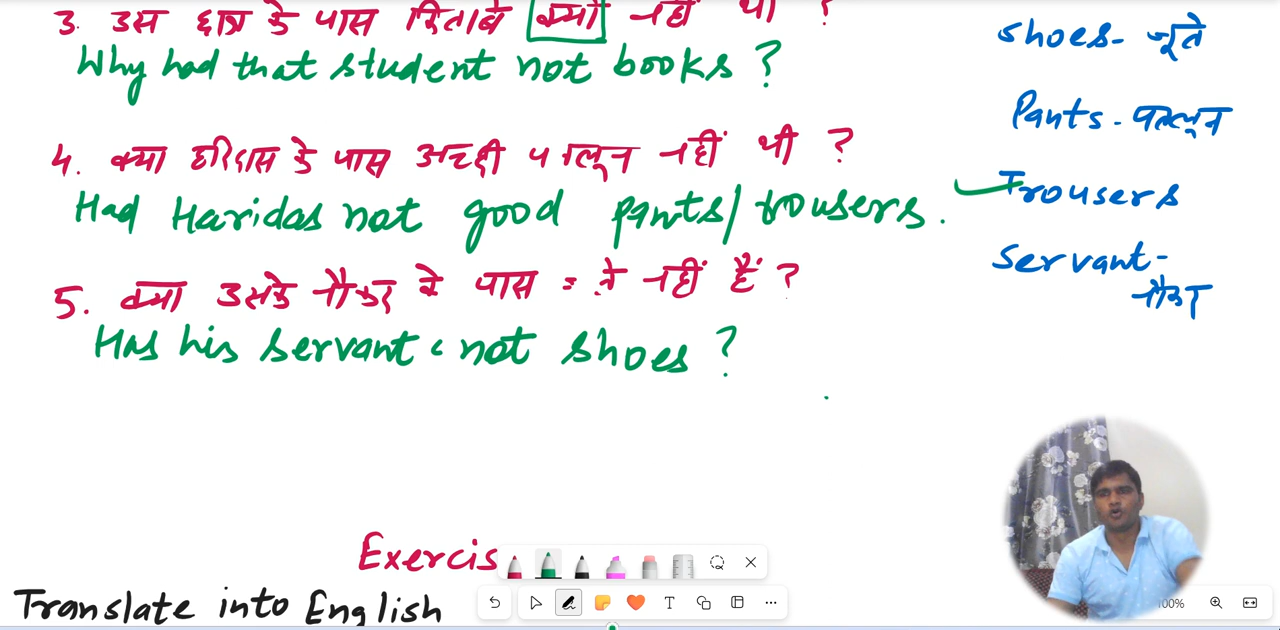 3. उस छात्र के पास किताबें क्यों नहीं थी ?
Why had that student not books ?
4. क्या हरिदास के पास अच्छी पतलून नहीं थी ?
Had Haridas not good pants/trousers.
5. क्या उसके नौकर के पास नहीं हैं ?
Has his servant not shoes ?
shoes - जूते
Pants - पतलून
Trousers
Servant - नौकर
Exercis
Translate into English
100%